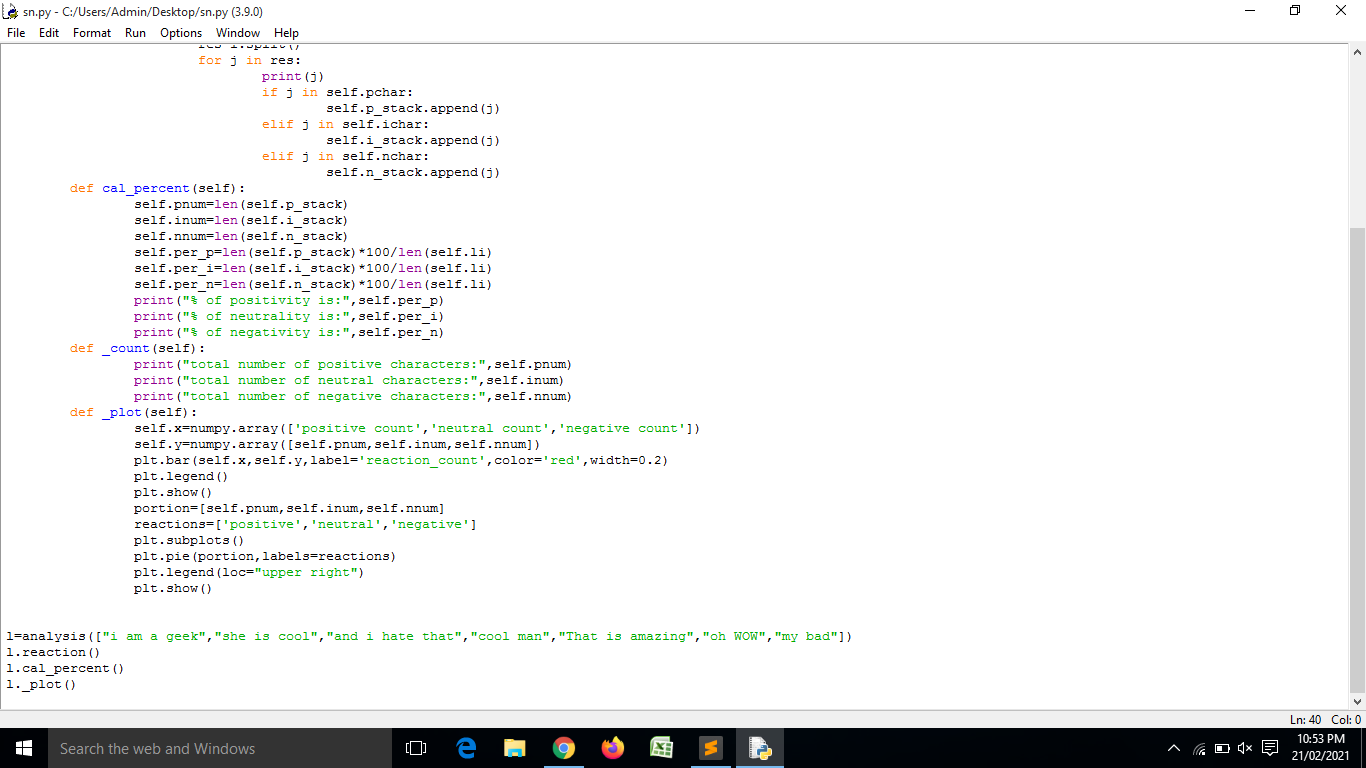 sn.py - C:/Users/Admin/Desktop/sn.py (3.9.0)
File Edit Format Run Options Window Help
for j in res:
print(j)
if j in self.pchar:
self.p_stack.append(j)
elif j in self.ichar:
self.i_stack.append(j)
elif j in self.nchar:
self.n_stack.append(j)
def cal_percent(self):
self.pnum=len(self.p_stack)
self.inum=len(self.i_stack)
self.nnum=len(self.n_stack)
self.per_p=len(self.p_stack)*100/len(self.li)
self.per_i=len(self.i_stack)*100/len(self.li)
self.per_n=len(self.n_stack)*100/len(self.li)
print("% of positivity is:",self.per_p)
print("% of neutrality is:",self.per_i)
print("% of negativity is:",self.per_n)
def _count(self):
print("total number of positive characters:",self.pnum)
print("total number of neutral characters:",self.inum)
print("total number of negative characters:",self.nnum)
def _plot(self):
self.x=numpy.array(['positive count','neutral count','negative count'])
self.y=numpy.array([self.pnum,self.inum,self.nnum])
plt.bar(self.x,self.y,label='reaction_count',color='red',width=0.2)
plt.legend()
plt.show()
portion=[self.pnum,self.inum,self.nnum]
reactions=['positive','neutral','negative']
plt.subplots()
plt.pie(portion,labels=reactions)
plt.legend(loc="upper right")
plt.show()
l=analysis(["i am a geek","she is cool","and i hate that","cool man","That is amazing","oh WOW","my bad"])
l.reaction()
l.cal_percent()
l._plot()
Ln: 40 Col: 0
Search the web and Windows
10:53 PM
21/02/2021